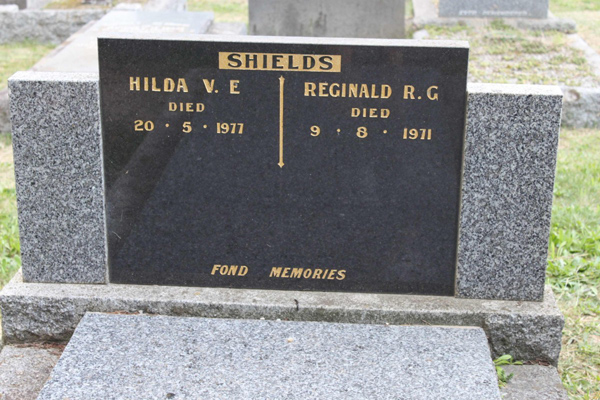 SHIELDS
HILDA V. E
DIED
20 · 5 · 1977
REGINALD R. G
DIED
9 · 8 · 1971
FOND MEMORIES